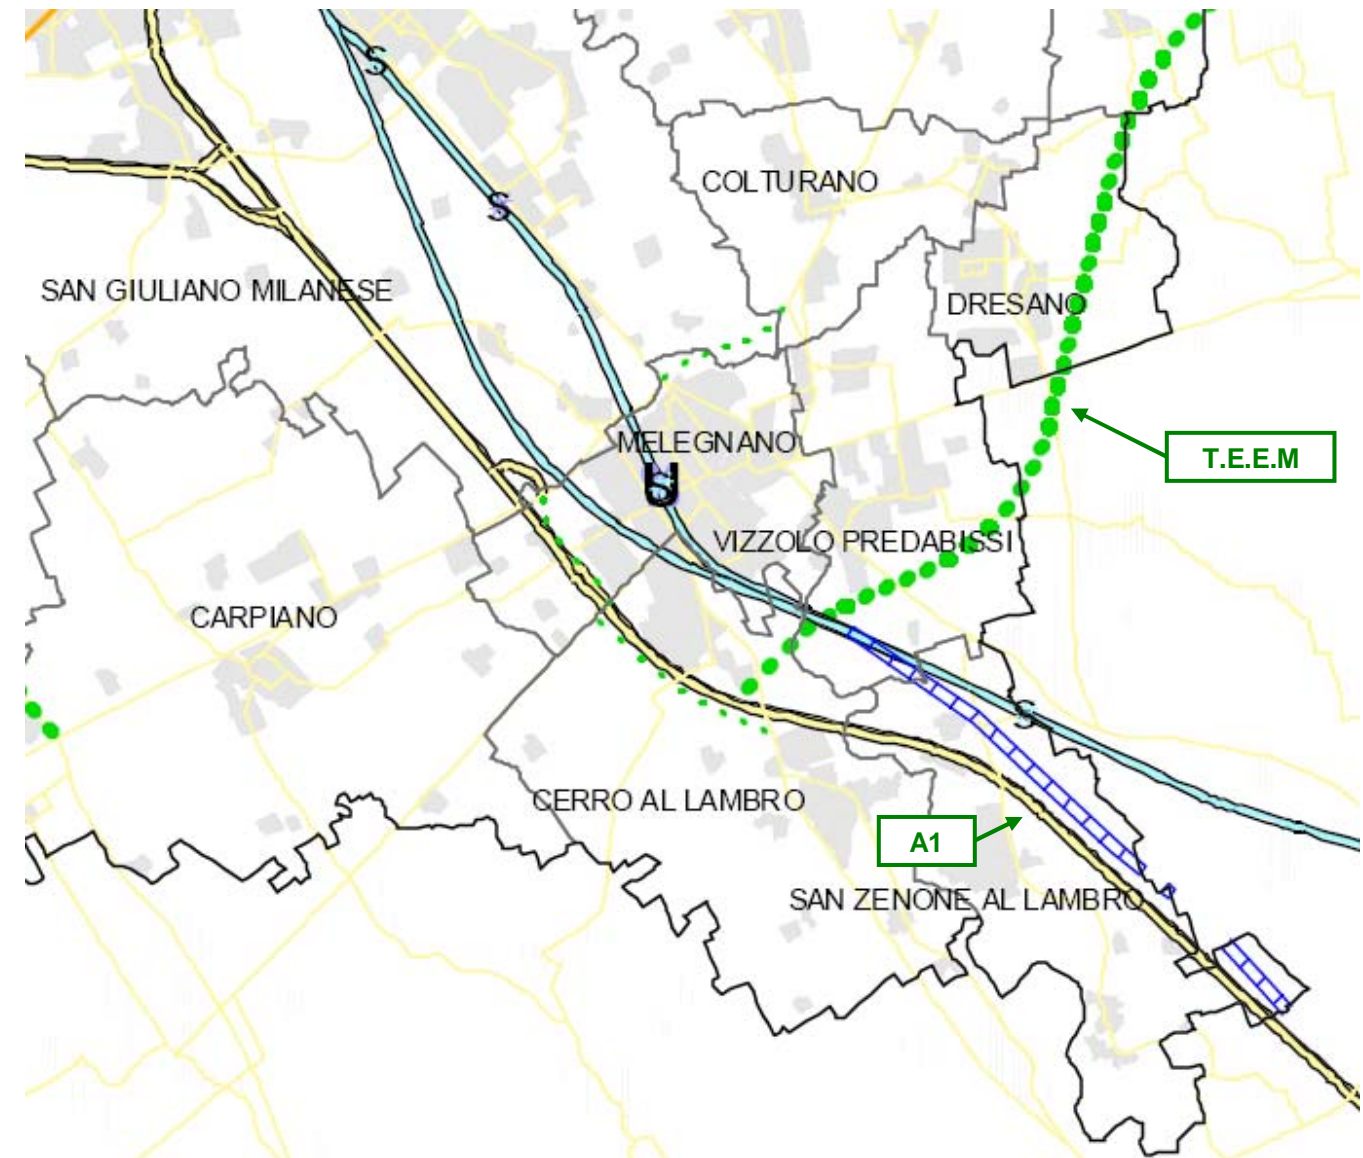 S
COLTURANO
S
SAN GIULIANO MILANESE
DRESANO
MELEGNANO
T.E.E.M
U
S
VIZZOLO PREDABISSI
CARPIANO
S
CERRO AL LAMBRO
A1
SAN ZENONE AL LAMBRO